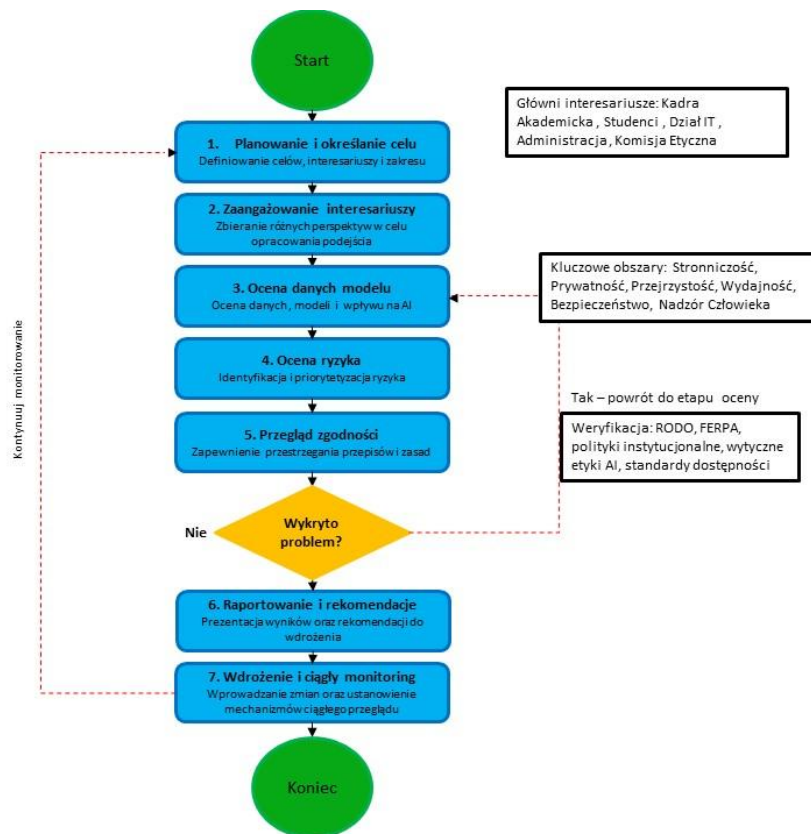 Start
Główni interesariusze: Kadra
Akademicka , Studenci , Dział IT ,
Administracja , Komisja Etyczna
1. Planowanie i określanie celu
Definiowanie celów, interesariuszy i zakresu
2. Zaangażowanie interesariuszy
Zbieranie różnych perspektyw w celu
opracowania podejścia
3. Ocena danych modelu
Ocena danych, modeli i wpływu na AI
Kluczowe obszary: Stronniczość,
Prywatność, Przejrzystość, Wydajność,
Bezpieczeństwo, Nadzór Człowieka
4. Ocena ryzyka
Identyfikacja i priorytetyzacja ryzyka
Kontynuuj monitorowanie
Tak – powrót do etapu oceny
5. Przegląd zgodności
Zapewnienie przestrzegania przepisów i zasad
Weryfikacja: RODO, FERPA,
polityki instytucjonalne, wytyczne
etyki AI, standardy dostępności
Nie
Wykryto
problem?
6. Raportowanie i rekomendacje
Prezentacja wyników oraz rekomendacji do
wdrożenia
7. Wdrożenie i ciągły monitoring
Wprowadzanie zmian oraz ustanowienie
mechanizmów ciągłego przeglądu
Koniec